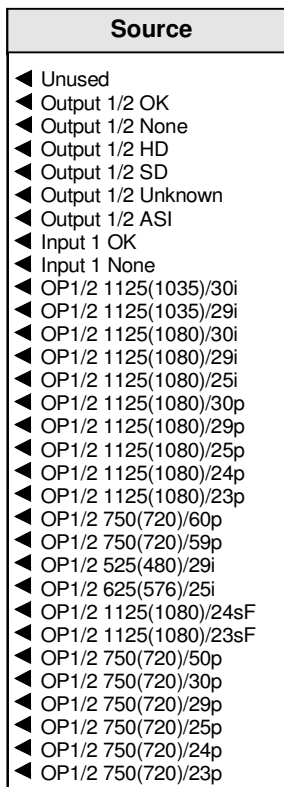 Source
Unused
Output 1/2 OK
Output 1/2 None
Output 1/2 HD
Output 1/2 SD
Output 1/2 Unknown
Output 1/2 ASI
Input 1 OK
Input 1 None
OP1/2 1125(1035)/30i
OP1/2 1125(1035)/29i
OP1/2 1125(1080)/30i
OP1/2 1125(1080)/29i
OP1/2 1125(1080)/25i
OP1/2 1125(1080)/30p
OP1/2 1125(1080)/29p
OP1/2 1125(1080)/25p
OP1/2 1125(1080)/24p
OP1/2 1125(1080)/23p
OP1/2 750(720)/60p
OP1/2 750(720)/59p
OP1/2 525(480)/29i
OP1/2 625(576)/25i
OP1/2 1125(1080)/24sF
OP1/2 1125(1080)/23sF
OP1/2 750(720)/50p
OP1/2 750(720)/30p
OP1/2 750(720)/29p
OP1/2 750(720)/25p
OP1/2 750(720)/24p
OP1/2 750(720)/23p